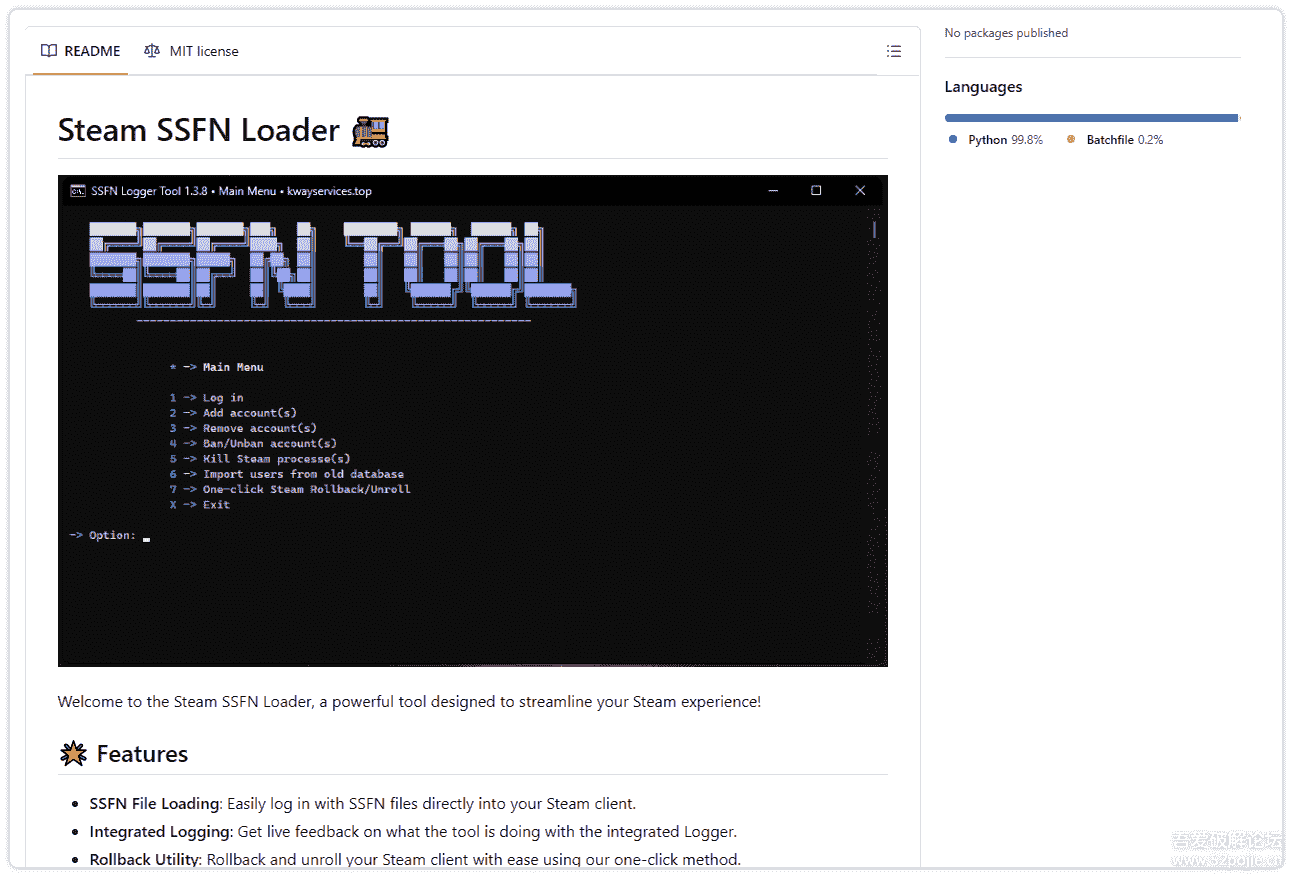 README
MIT license
Steam SSFN Loader
SSFN Logger Tool 1.3.8 • Main Menu • kwayservices.top
SSFN TOOL
* -> Main Menu
1 -> Log in
2 -> Add account(s)
3 -> Remove account(s)
4 -> Ban/Unban account(s)
5 -> Kill Steam processe(s)
6 -> Import users from old database
7 -> One-click Steam Rollback/Unroll
X -> Exit
-> Option:
Welcome to the Steam SSFN Loader, a powerful tool designed to streamline your Steam experience!
Features
• SSFN File Loading: Easily log in with SSFN files directly into your Steam client.
• Integrated Logging: Get live feedback on what the tool is doing with the integrated Logger.
• Rollback Utility: Rollback and unroll your Steam client with ease using our one-click method.
No packages published
Languages
Python 99.8%
Batchfile 0.2%
吾爱破解论坛
www.52pojie.cn